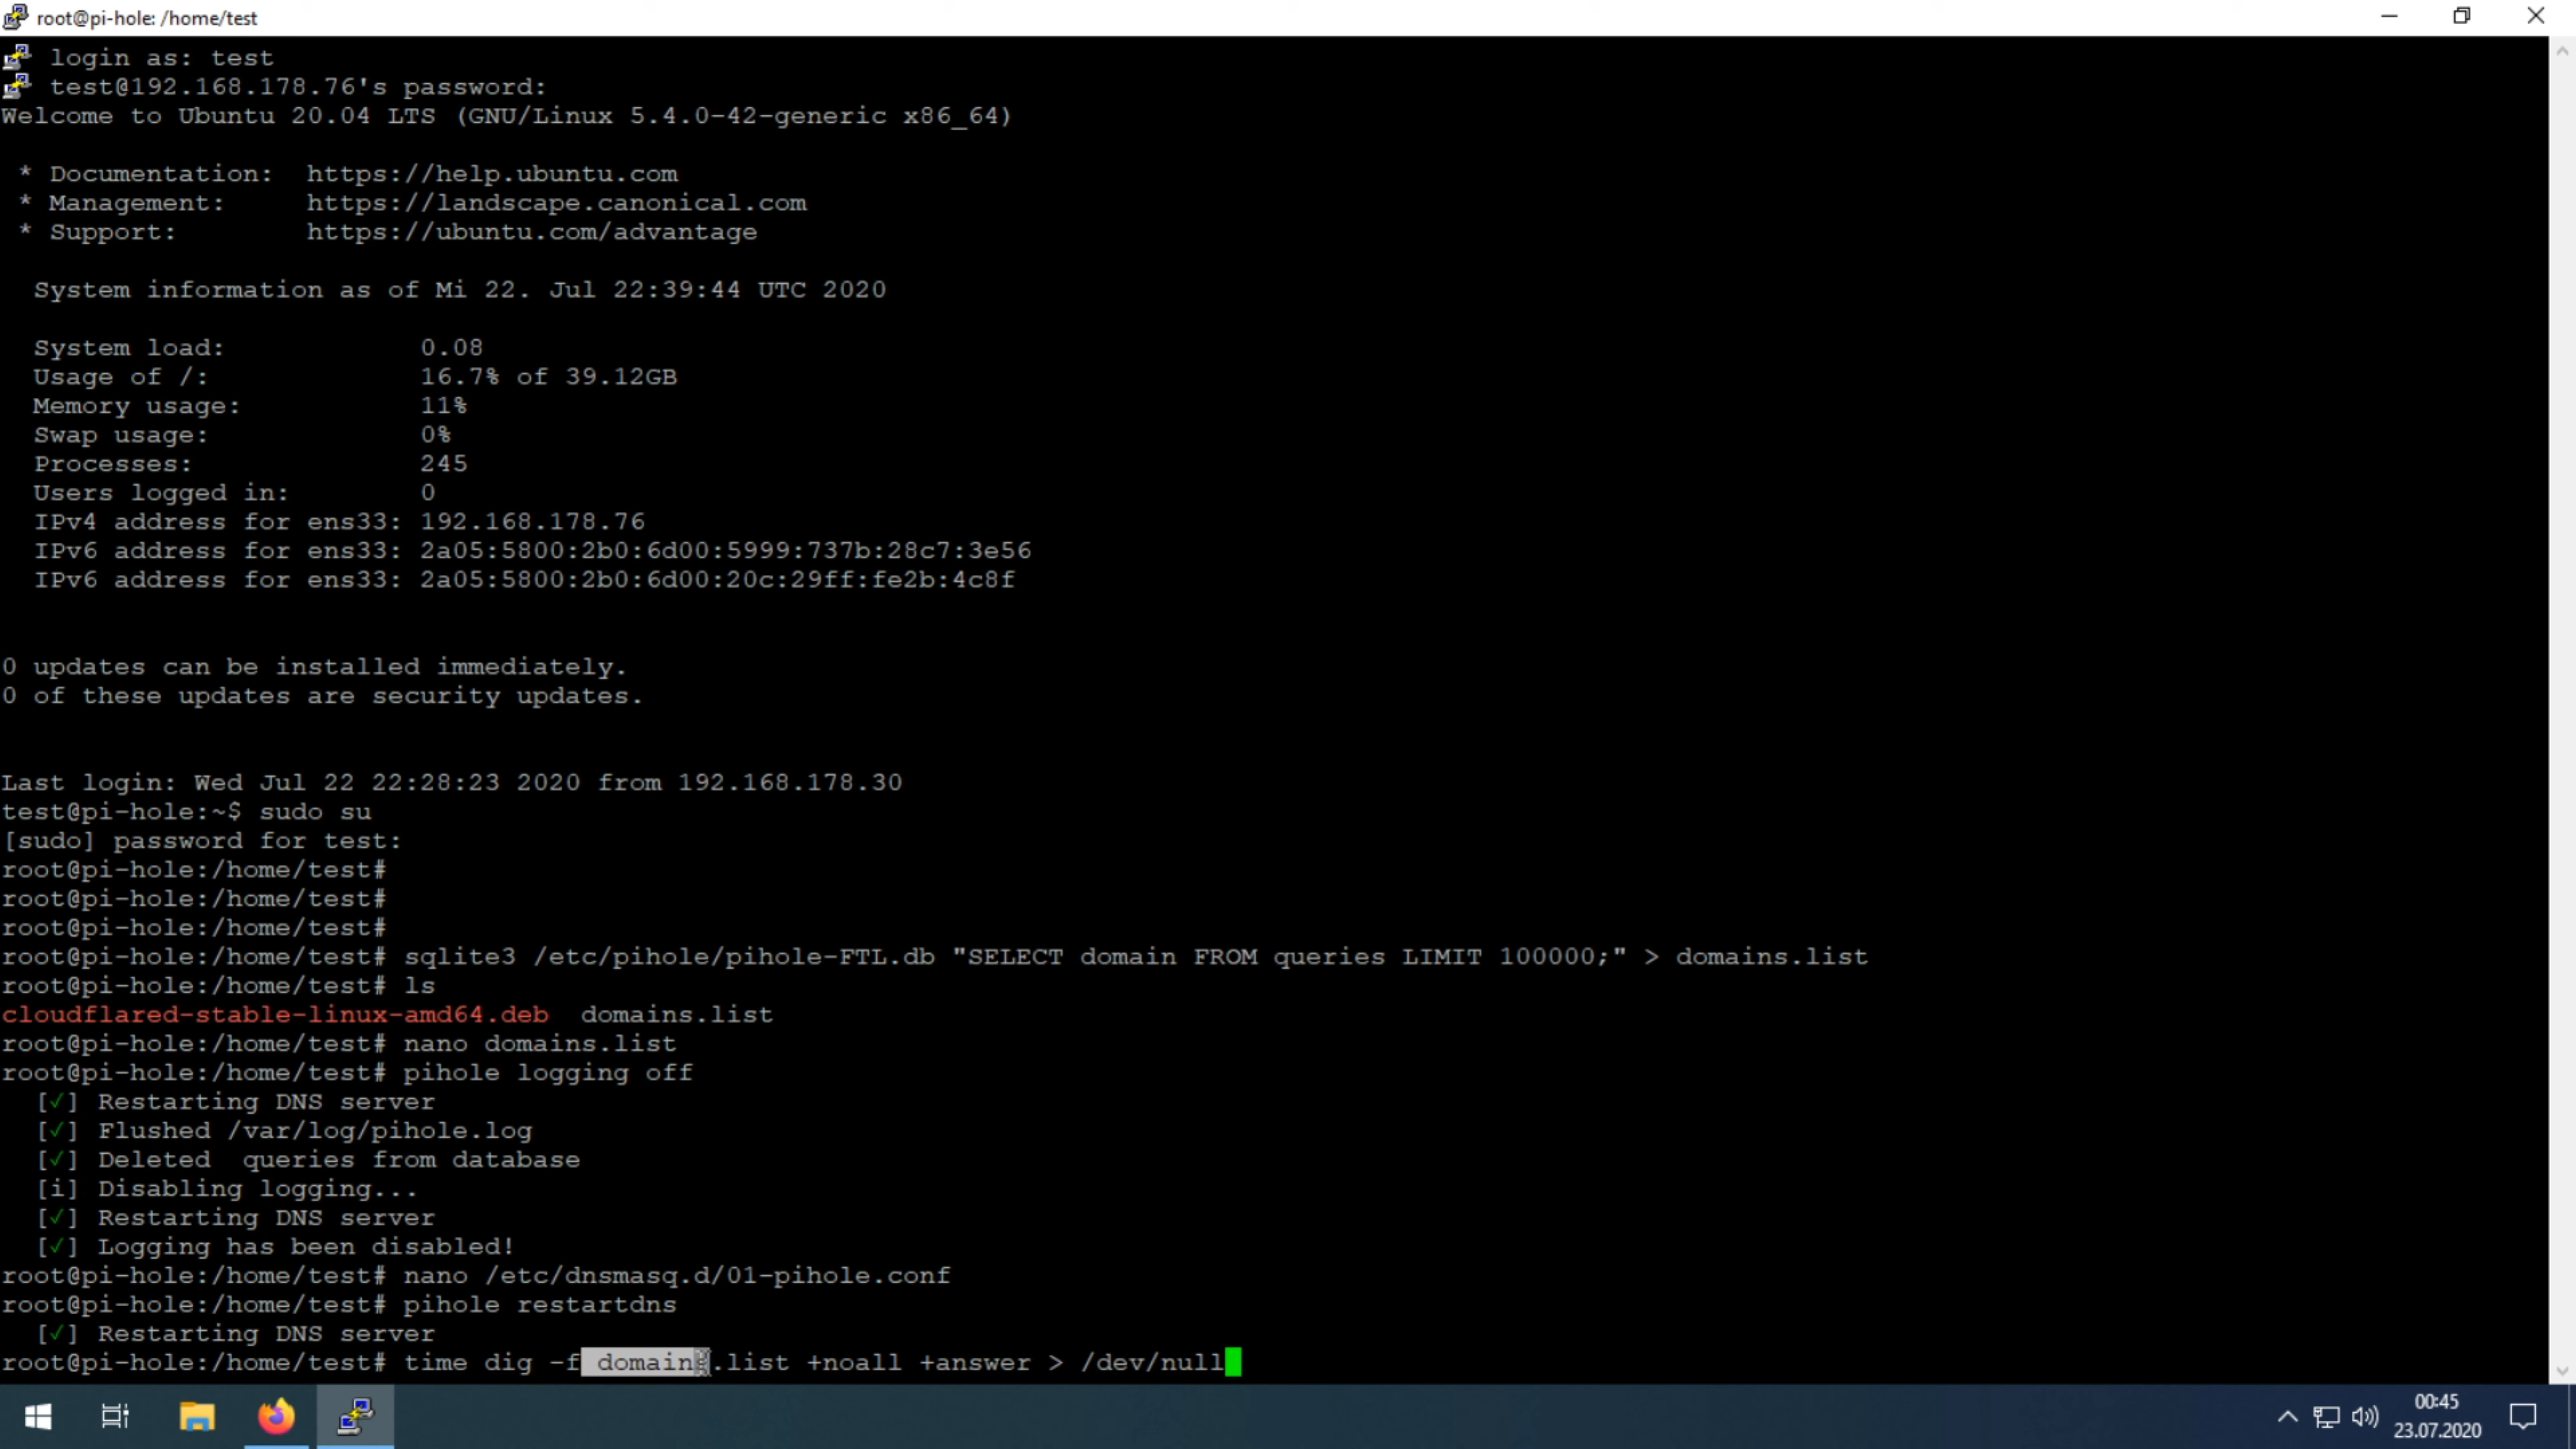 root@pi-hole: /home/test
login as: test
test@192.168.178.76's password:
Welcome to Ubuntu 20.04 LTS (GNU/Linux 5.4.0-42-generic x86_64)
* Documentation:  https://help.ubuntu.com
* Management:     https://landscape.canonical.com
* Support:        https://ubuntu.com/advantage
System information as of Mi 22. Jul 22:39:44 UTC 2020
System load:            0.08
Usage of /:             16.7% of 39.12GB
Memory usage:           11%
Swap usage:             0%
Processes:              245
Users logged in:        0
IPv4 address for ens33: 192.168.178.76
IPv6 address for ens33: 2a05:5800:2b0:6d00:5999:737b:28c7:3e56
IPv6 address for ens33: 2a05:5800:2b0:6d00:20c:29ff:fe2b:4c8f
0 updates can be installed immediately.
0 of these updates are security updates.
Last login: Wed Jul 22 22:28:23 2020 from 192.168.178.30
test@pi-hole:~$ sudo su
[sudo] password for test:
root@pi-hole:/home/test#
root@pi-hole:/home/test#
root@pi-hole:/home/test#
root@pi-hole:/home/test# sqlite3 /etc/pihole/pihole-FTL.db "SELECT domain FROM queries LIMIT 100000;" > domains.list
root@pi-hole:/home/test# ls
cloudflared-stable-linux-amd64.deb  domains.list
root@pi-hole:/home/test# nano domains.list
root@pi-hole:/home/test# pihole logging off
[✓] Restarting DNS server
[✓] Flushed /var/log/pihole.log
[✓] Deleted  queries from database
[i] Disabling logging...
[✓] Restarting DNS server
[✓] Logging has been disabled!
root@pi-hole:/home/test# nano /etc/dnsmasq.d/01-pihole.conf
root@pi-hole:/home/test# pihole restartdns
[✓] Restarting DNS server
root@pi-hole:/home/test# time dig -f domains.list +noall +answer > /dev/null
00:45
23.07.2020